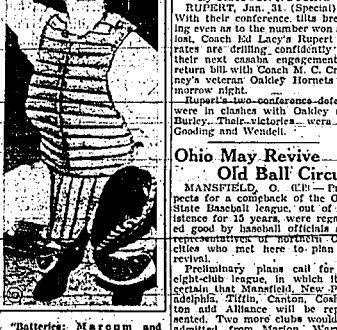 RUPERT, Jan. 31 (Special)
With their conference tilts bre
ing even as to the number won a
lost, Coach Ed Lacy's Rupert
rates are drilling confidently
their next casaba engagement
return bill with Coach M. C. Cr
ney's veteran Oakley Hornets
morrow night.
Rupert's two conference defe
were in clashes with Oakley
Burley. Their victories were
Gooding and Wendell.
Ohio May Revive
Old Ball Circu
MANSFIELD, O. (UP) — P
pects for a comeback of the O
State Baseball league, out of
istence for 15 years, were regar
ed good by baseball officials
representatives of northern O
cities who met here to plan
revival.
Preliminary plans call for
eight-club league, in which it
certain that Mansfield, New P
adelphia, Tiffin, Canton, Cosh
ton and Alliance will be rep
sented. Two more clubs would
admitted from Marion, War
"Batteries: Marcum and